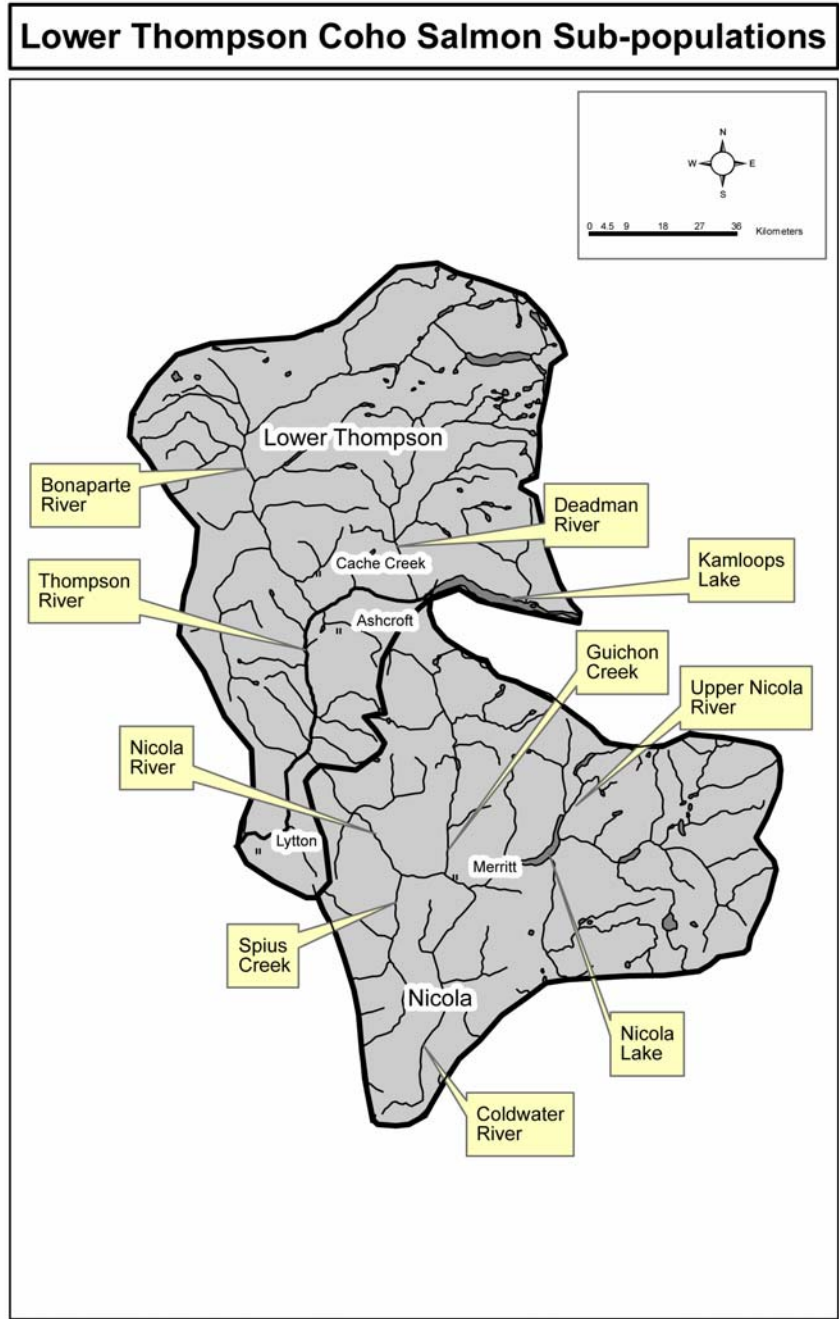 Lower Thompson Coho Salmon Sub-populations
N
W E
S
0 4.5 9 18 27 36 Kilometers
Lower Thompson
Bonaparte
River
Deadman
River
Cache Creek
Kamloops
Lake
Thompson
River
Ashcroft
Guichon
Creek
Upper Nicola
River
Nicola
River
Lytton
Merritt
Spius
Creek
Nicola
Nicola
Lake
Coldwater
River